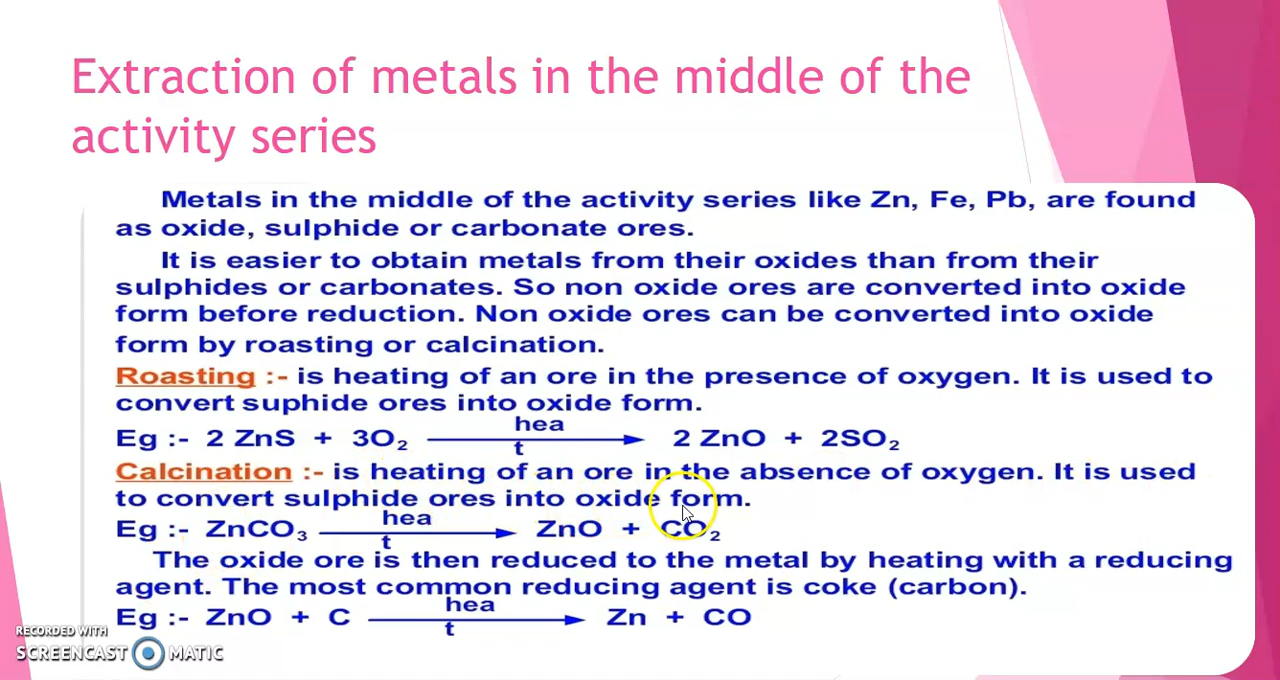 Extraction of metals in the middle of the
activity series
Metals in the middle of the activity series like Zn, Fe, Pb, are found
as oxide, sulphide or carbonate ores.
It is easier to obtain metals from their oxides than from their
sulphides or carbonates. So non oxide ores are converted into oxide
form before reduction. Non oxide ores can be converted into oxide
form by roasting or calcination.
Roasting :- is heating of an ore in the presence of oxygen. It is used to
convert suphide ores into oxide form.
hea
Eg :- 2 ZnS + 3O₂ ⟶ 2 ZnO + 2SO₂
t
Calcination :- is heating of an ore in the absence of oxygen. It is used
to convert sulphide ores into oxide form.
hea
Eg :- ZnCO₃ ⟶ ZnO + CO₂
t
The oxide ore is then reduced to the metal by heating with a reducing
agent. The most common reducing agent is coke (carbon).
hea
Eg :- ZnO + C ⟶ Zn + CO
t
RECORDED WITH
SCREENCAST MATIC